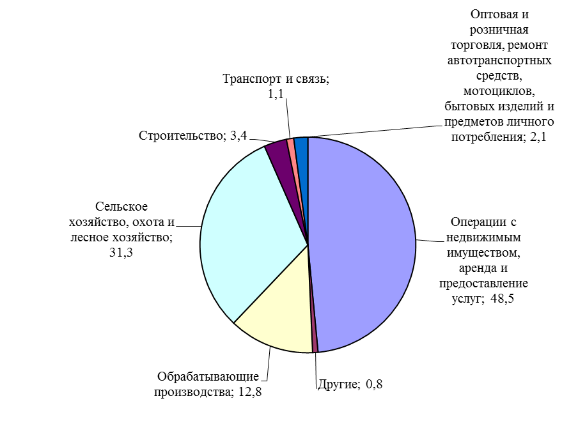 Оптовая и
розничная
торговля, ремонт
автотранспортных
средств,
мотоциклов,
бытовых изделий и
предметов личного
потребления; 2,1
Транспорт и связь;
1,1
Строительство; 3,4
Сельское
хозяйство, охота и
лесное хозяйство;
31,3
Операции с
недвижимым
имуществом,
аренда и
предоставление
услуг; 48,5
Обрабатывающие
производства; 12,8
Другие; 0,8